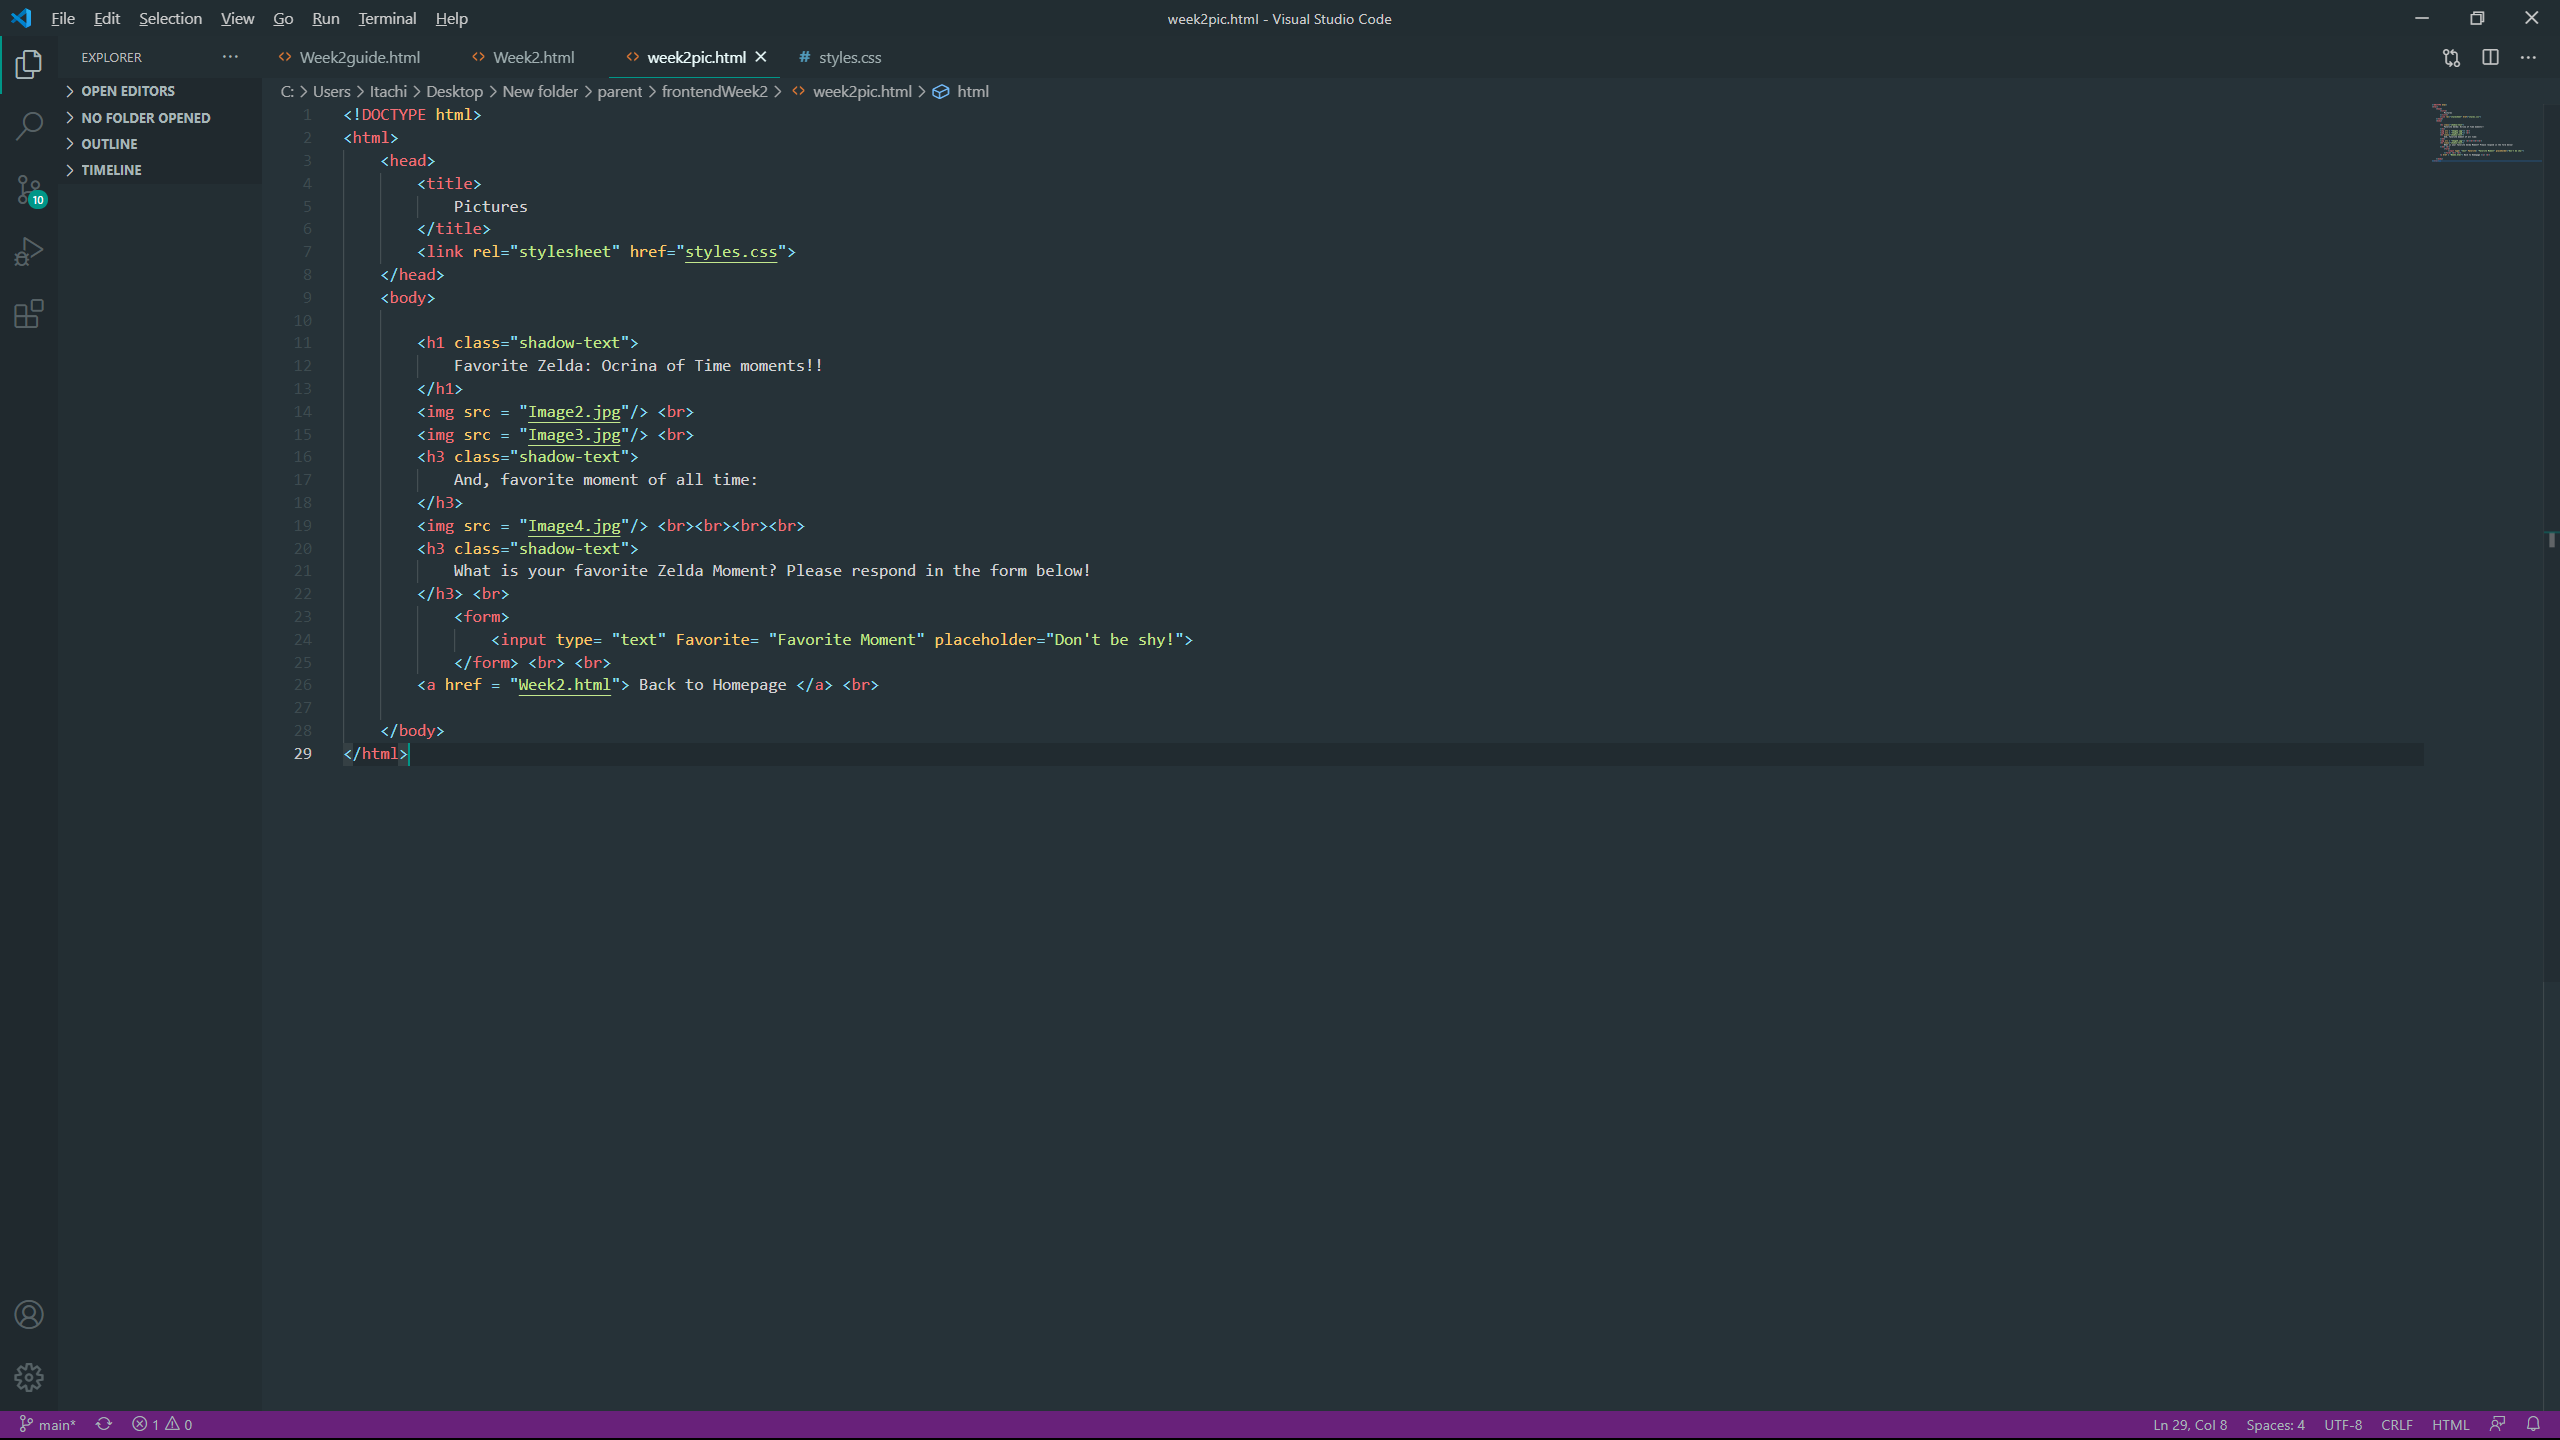 File Edit Selection View Go Run Terminal Help
week2pic.html - Visual Studio Code
EXPLORER
Week2guide.html
Week2.html
week2pic.html
# styles.css
OPEN EDITORS
NO FOLDER OPENED
OUTLINE
TIMELINE
10
C: > Users > Itachi > Desktop > New folder > parent > frontendWeek2 > week2pic.html > html
1 <!DOCTYPE html>
2 <html>
3     <head>
4         <title>
5             Pictures
6         </title>
7         <link rel="stylesheet" href="styles.css">
8     </head>
9     <body>
10
11         <h1 class="shadow-text">
12             Favorite Zelda: Ocrina of Time moments!!
13         </h1>
14         <img src = "Image2.jpg"/> <br>
15         <img src = "Image3.jpg"/> <br>
16         <h3 class="shadow-text">
17             And, favorite moment of all time:
18         </h3>
19         <img src = "Image4.jpg"/> <br><br><br><br>
20         <h3 class="shadow-text">
21             What is your favorite Zelda Moment? Please respond in the form below!
22         </h3> <br>
23             <form>
24                 <input type= "text" Favorite= "Favorite Moment" placeholder="Don't be shy!">
25             </form> <br> <br>
26         <a href = "Week2.html"> Back to Homepage </a> <br>
27
28     </body>
29 </html>
main* 1 0
Ln 29, Col 8 Spaces: 4 UTF-8 CRLF HTML